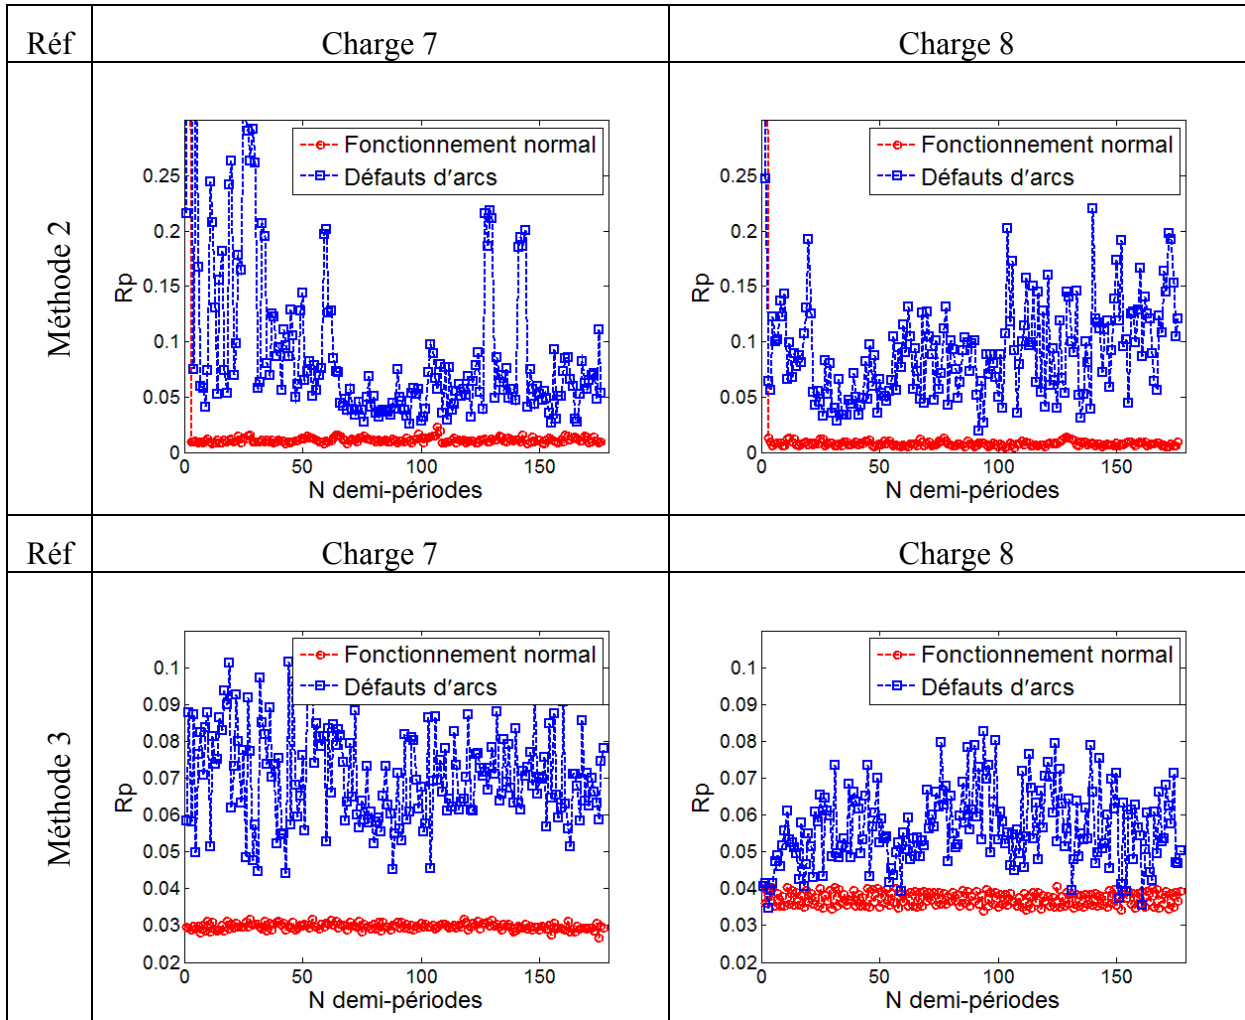 Réf
Charge 7
Charge 8
Méthode 2
Fonctionnement normal
Défauts d'arcs
0.25
0.2
0.15
0.1
0.05
0
Rp
0
50
100
150
N demi-périodes
Fonctionnement normal
Défauts d'arcs
0.25
0.2
0.15
0.1
0.05
0
Rp
0
50
100
150
N demi-périodes
Réf
Charge 7
Charge 8
Méthode 3
Fonctionnement normal
Défauts d'arcs
0.1
0.09
0.08
0.07
0.06
0.05
0.04
0.03
0.02
Rp
0
50
100
150
N demi-périodes
Fonctionnement normal
Défauts d'arcs
0.1
0.09
0.08
0.07
0.06
0.05
0.04
0.03
0.02
Rp
0
50
100
150
N demi-périodes